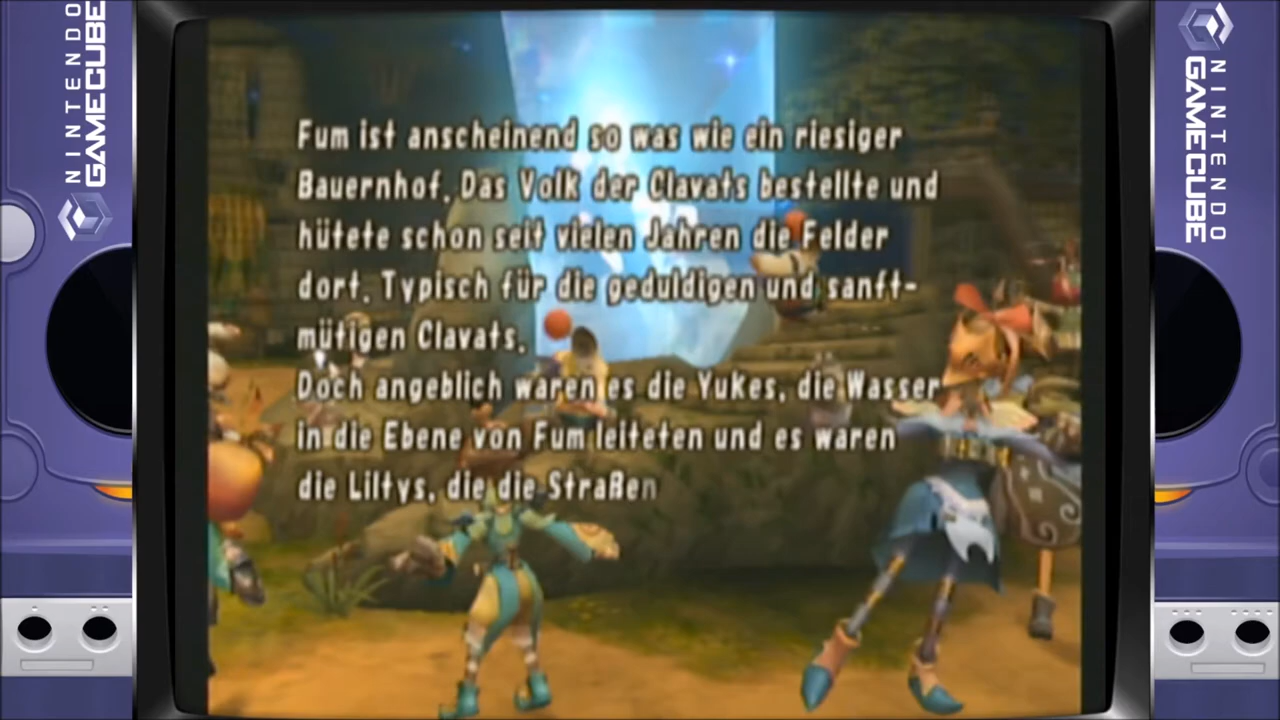 NINTENDO
GAMECUBE
Fum ist anscheinend so was wie ein riesiger
Bauernhof. Das Volk der Clavats bestellte und
hütete schon seit vielen Jahren die Felder
dort. Typisch für die geduldigen und sanft-
mütigen Clavats.
Doch angeblich waren es die Yukes, die Wasser
in die Ebene von Fum leiteten und es waren
die Liltys, die die Straßen
NINTENDO
GAMECUBE